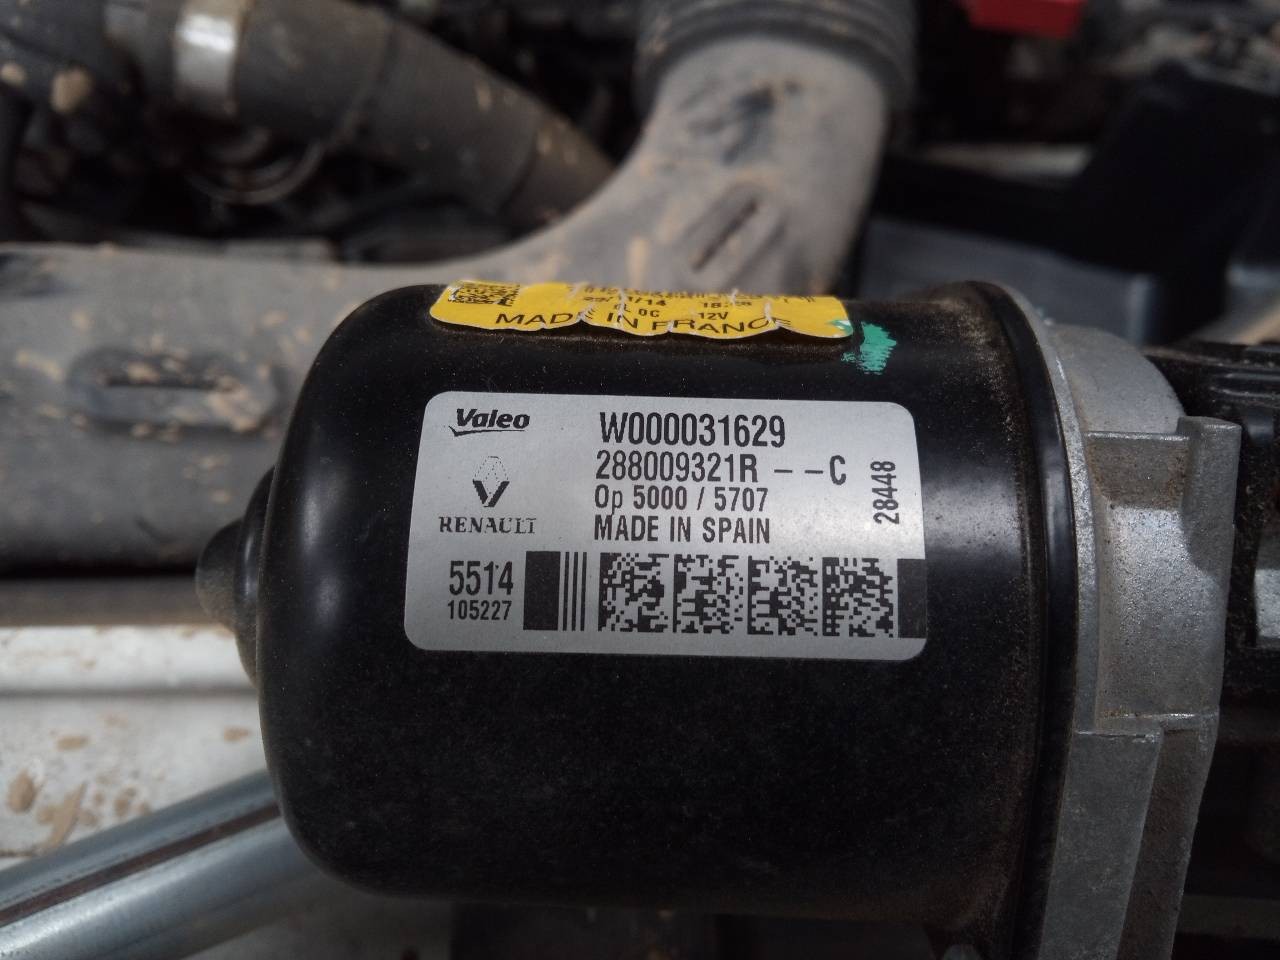 12V
MADE IN FRANCE
Valeo
W000031629
288009321R -- C
RENAULT
Op 5000 / 5707
MADE IN SPAIN
28448
5514
105227